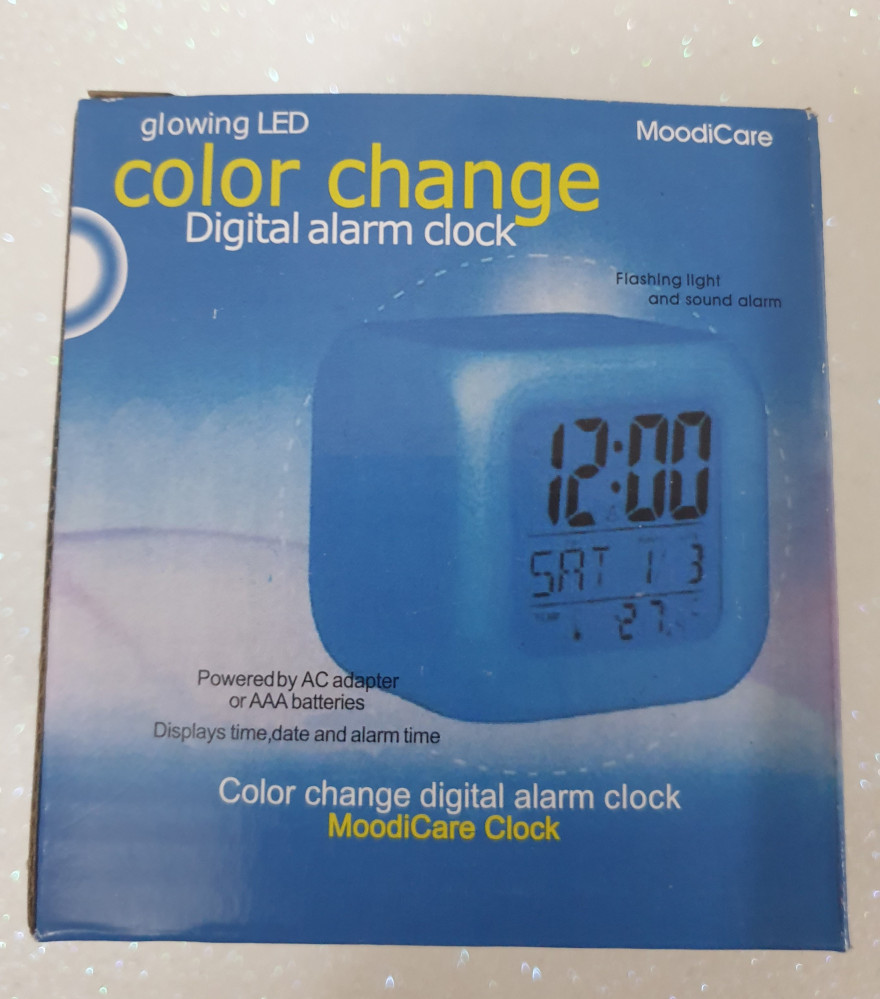 glowing LED
MoodiCare
color change
Digital alarm clock
Flashing light
and sound alarm
12:00
SAT 1 3
27
Powered by AC adapter
or AAA batteries
Displays time,date and alarm time
Color change digital alarm clock
MoodiCare Clock